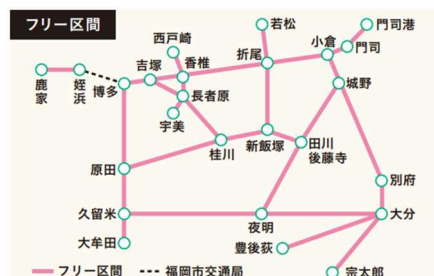 フリー区間
若松
門司港
西戸崎
小倉
門司
吉塚
香椎
折尾
鹿家
姪浜
博多
長者原
城野
宇美
桂川
新飯塚
田川後藤寺
原田
別府
久留米
夜明
大分
大牟田
豊後荻
宗太郎
フリー区間
福岡市交通局